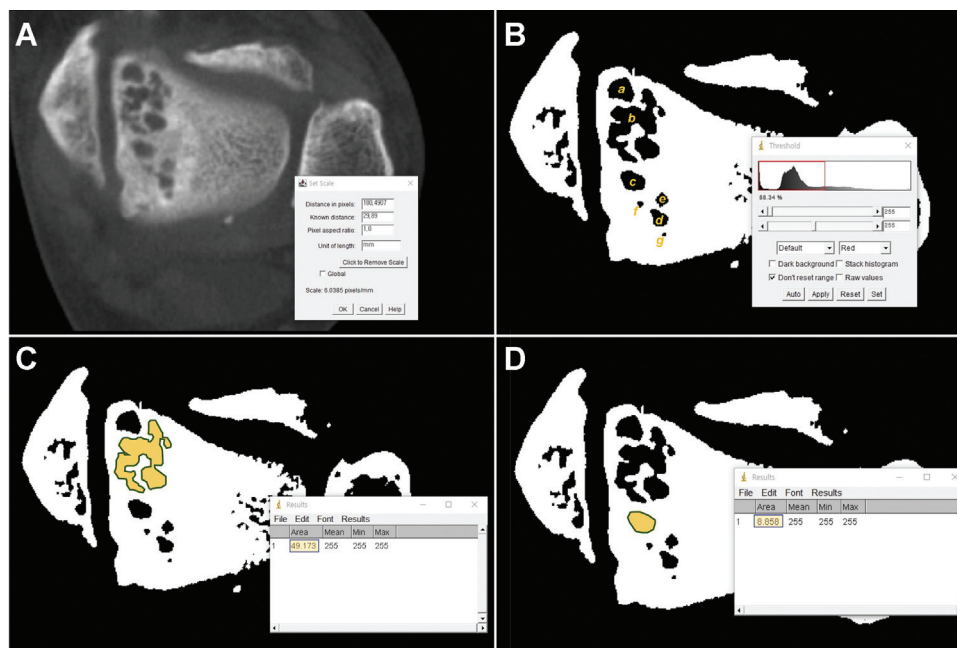 A
Set Scale
Distance in pixels: 180,4907
Known distance: 29,89
Pixel aspect ratio: 1,0
Unit of length: mm
Click to Remove Scale
Global
Scale: 6.0385 pixels/mm
OK Cancel Help
B
a
b
c
e
f
d
g
Threshold
68.34 %
255
255
Default Red
Dark background Stack histogram
Don't reset range Raw values
Auto Apply Reset Set
C
Results
File Edit Font Results
Area Mean Min Max
1 49.173 255 255 255
D
Results
File Edit Font Results
Area Mean Min Max
1 8.858 255 255 255